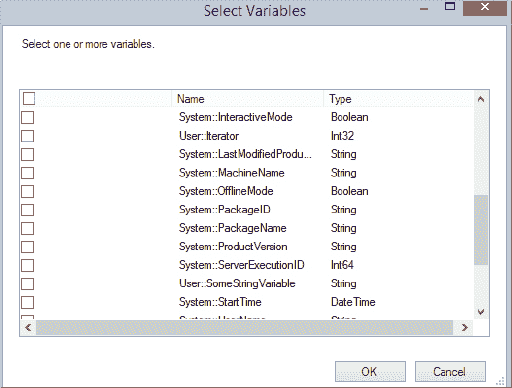 Select Variables
Select one or more variables.
Name Type
System::InteractiveMode Boolean
User::Iterator Int32
System::LastModifiedProdu... String
System::MachineName String
System::OfflineMode Boolean
System::PackageID String
System::PackageName String
System::ProductVersion String
System::ServerExecutionID Int64
User::SomeStringVariable String
System::StartTime DateTime
OK Cancel